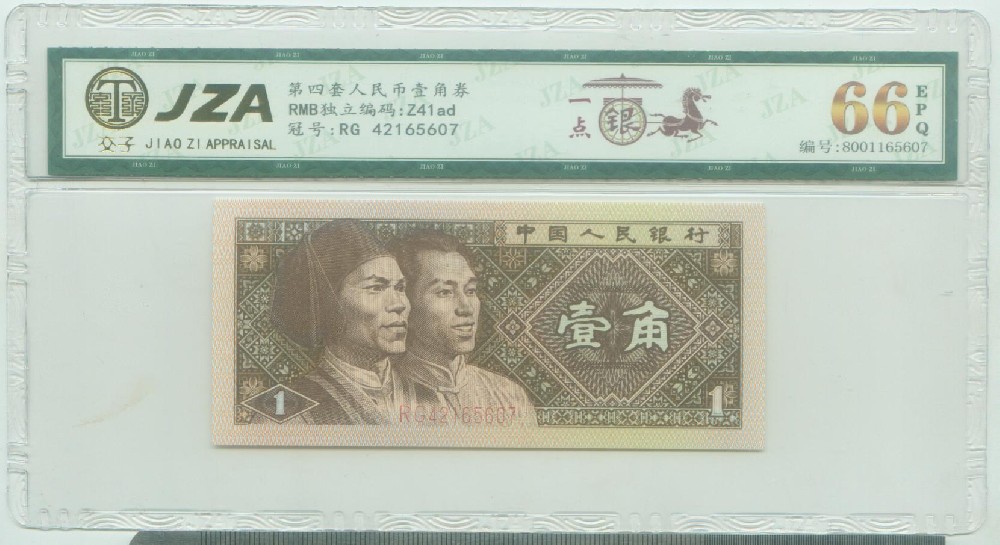 JZA
交子 JIAO ZI APPRAISAL
第四套人民币壹角券
RMB独立编码:Z41ad
冠号:RG 42165607
一点
银
66
EPQ
编号:8001165607
中国人民银行
壹角
1
1
RG42165607